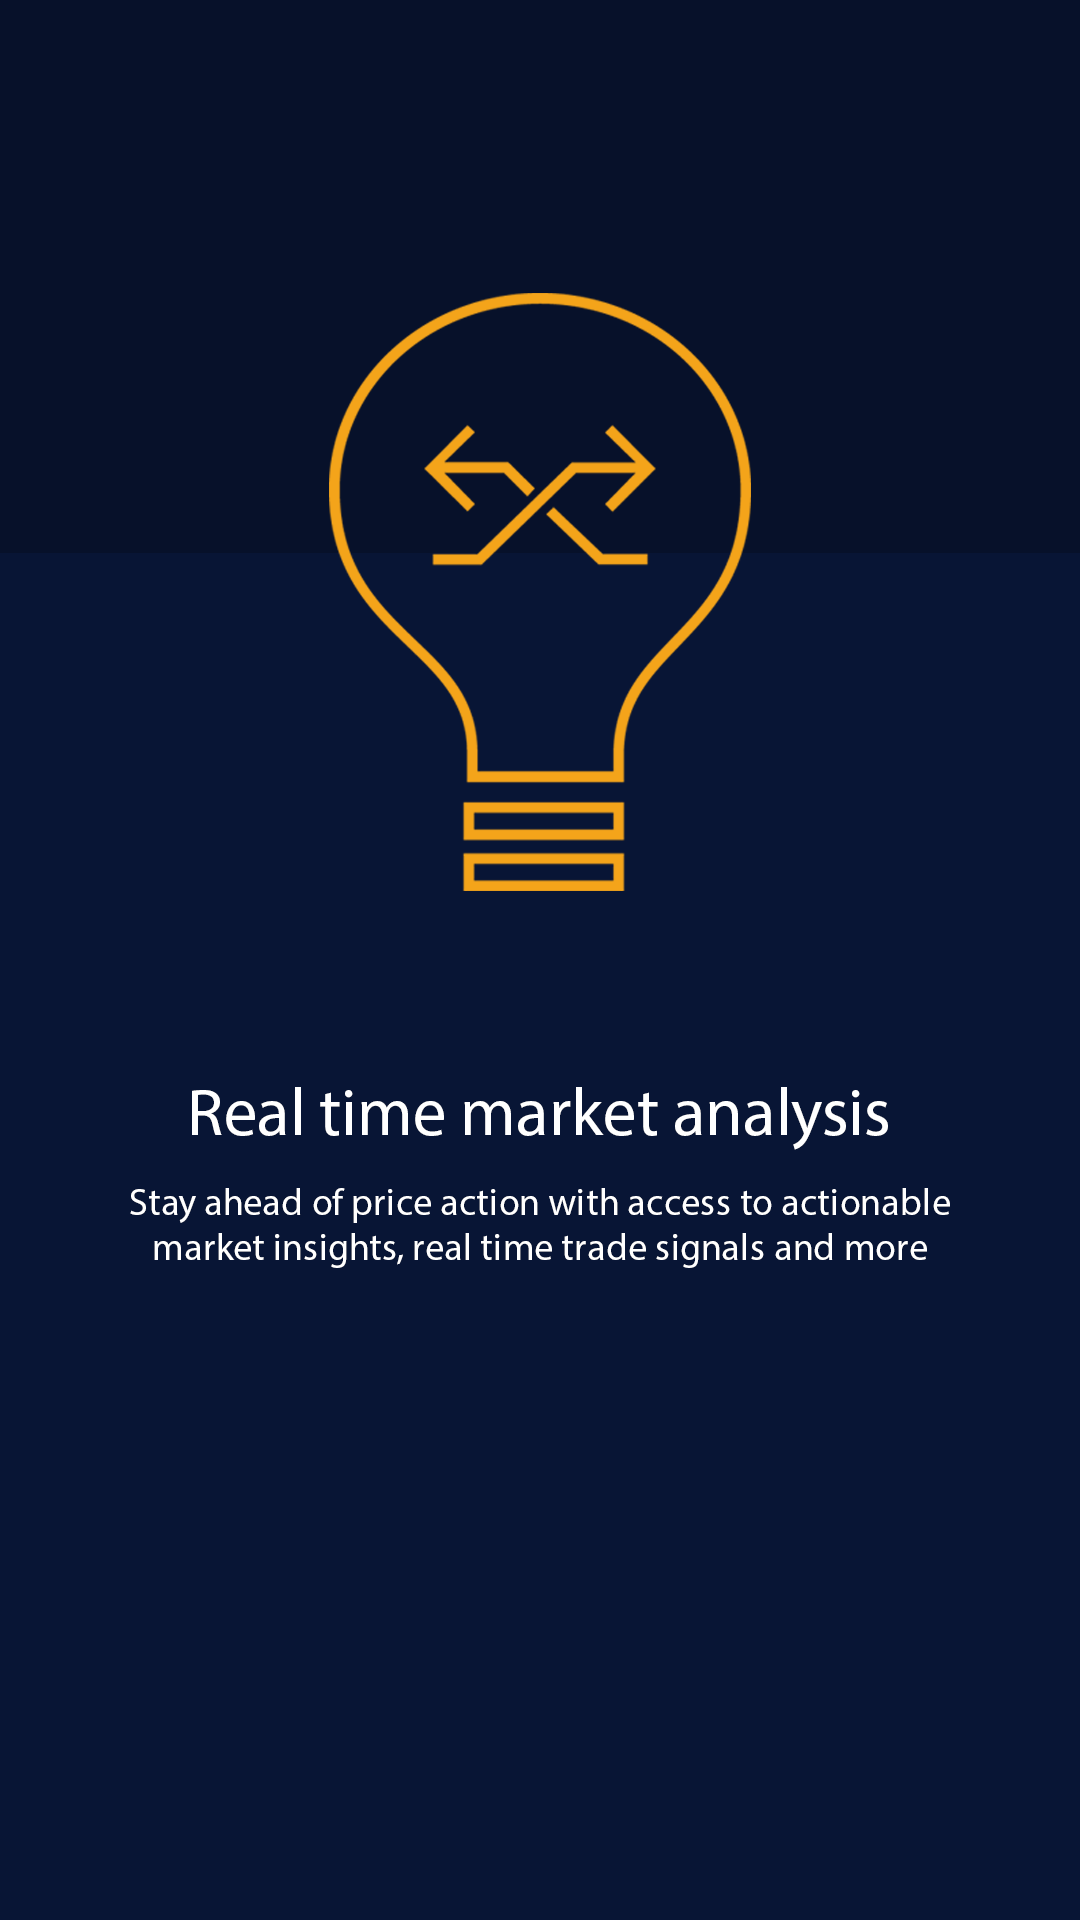 Real time market analysis
Stay ahead of price action with access to actionable
market insights, real time trade signals and more